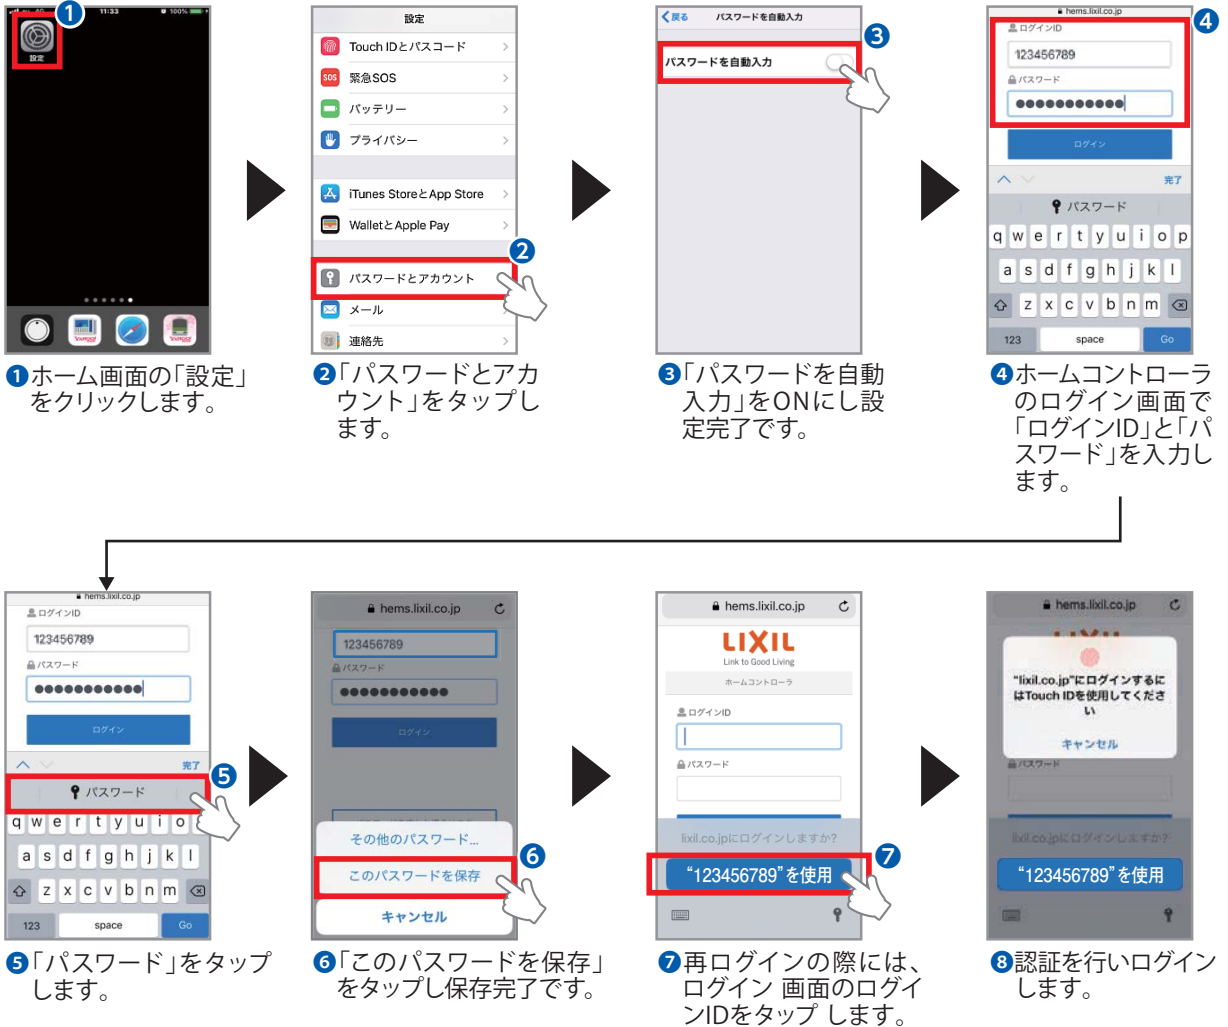 11:33
100%
1
設定
❶ホーム画面の「設定」
をクリックします。
設定
Touch IDとパスコード
SOS
緊急SOS
バッテリー
プライバシー
iTunes StoreとApp Store
WalletとApple Pay
2
パスワードとアカウント
メール
連絡先
❷「パスワードとアカ
ウント」をタップし
ます。
戻る パスワードを自動入力
3
パスワードを自動入力
❸「パスワードを自動
入力」をONにし設
定完了です。
hems.lixil.co.jp
4
ログインID
123456789
パスワード
●●●●●●●●●●●
ログイン
完了
パスワード
q w e r t y u i o p
a s d f g h j k l
z x c v b n m
123 space Go
❹ホームコントローラ
のログイン画面で
「ログインID」と「パ
スワード」を入力し
ます。
hems.lixil.co.jp
ログインID
123456789
パスワード
●●●●●●●●●●●
ログイン
完了
5
パスワード
q w e r t y u i o
a s d f g h j k l
z x c v b n m
123 space Go
❺「パスワード」をタップ
します。
hems.lixil.co.jp
123456789
パスワード
●●●●●●●●●●●
ログイン
その他のパスワード...
6
このパスワードを保存
キャンセル
❻「このパスワードを保存」
をタップし保存完了です。
hems.lixil.co.jp
LIXIL
Link to Good Living
ホームコントローラ
ログインID
パスワード
lixil.co.jpにログインしますか?
7
“123456789”を使用
❼再ログインの際には、
ログイン 画面のログイ
ンIDをタップ します。
hems.lixil.co.jp
“lixil.co.jp”にログインするに
はTouch IDを使用してくださ
い
キャンセル
パスワード
lixil.co.jpにログインしますか?
“123456789”を使用
❽認証を行いログイン
します。